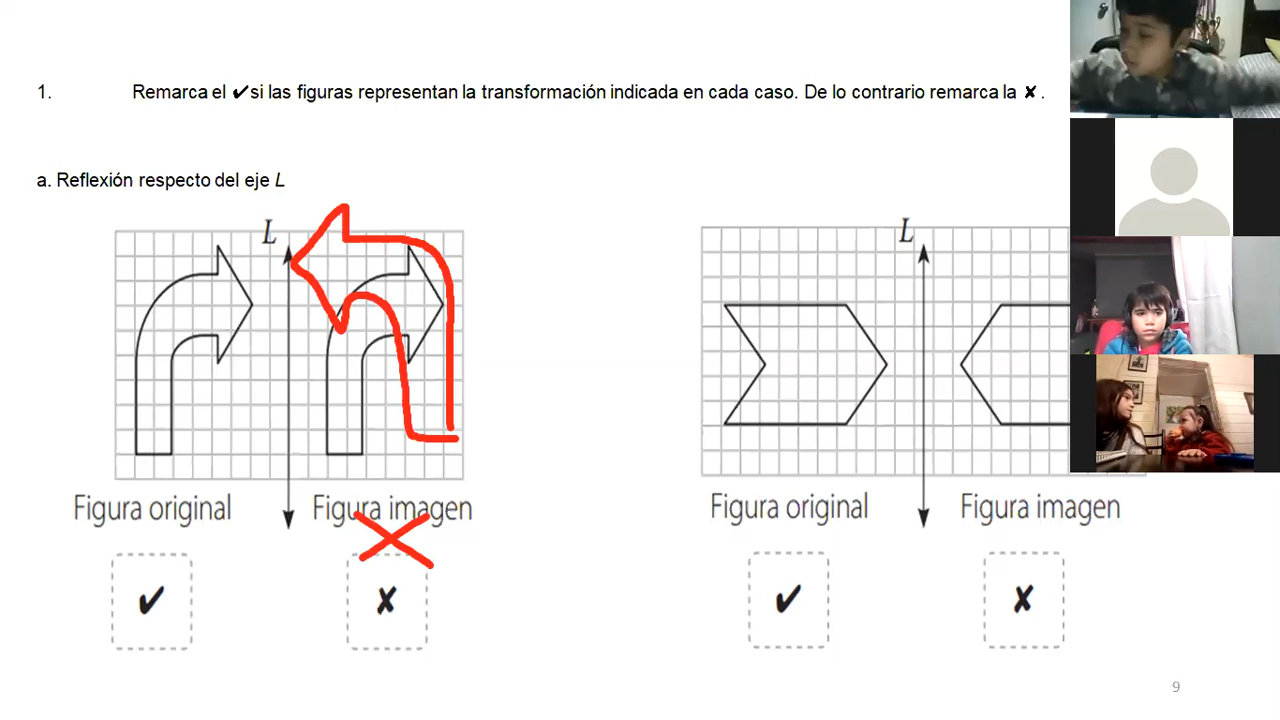 1. Remarca el ✔ si las figuras representan la transformación indicada en cada caso. De lo contrario remarca la ✘ .
a. Reflexión respecto del eje L
L
L
Figura original
Figura imagen
Figura original
Figura imagen
✔
✘
✔
✘
9